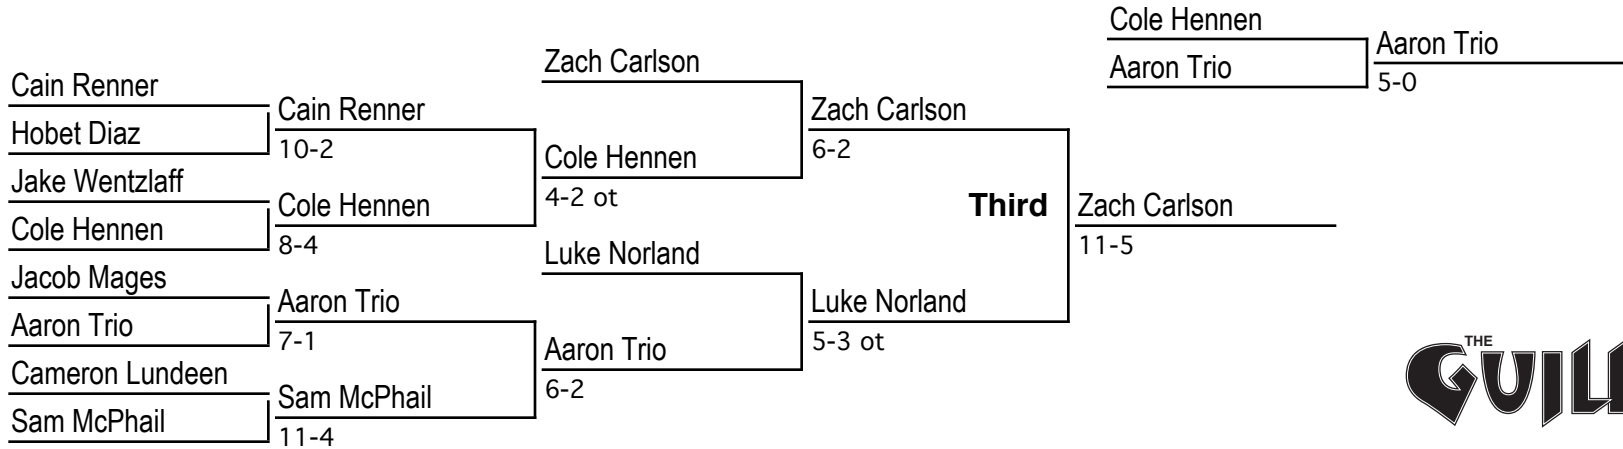 Cain Renner
Hobet Diaz
Jake Wentzlaff
Cole Hennen
Jacob Mages
Aaron Trio
Cameron Lundeen
Sam McPhail
Cain Renner
10-2
Cole Hennen
8-4
Aaron Trio
7-1
Sam McPhail
11-4
Zach Carlson
Cole Hennen
4-2 ot
Luke Norland
Aaron Trio
6-2
Zach Carlson
6-2
Luke Norland
5-3 ot
Third
Zach Carlson
11-5
Cole Hennen
Aaron Trio
Aaron Trio
5-0
THE